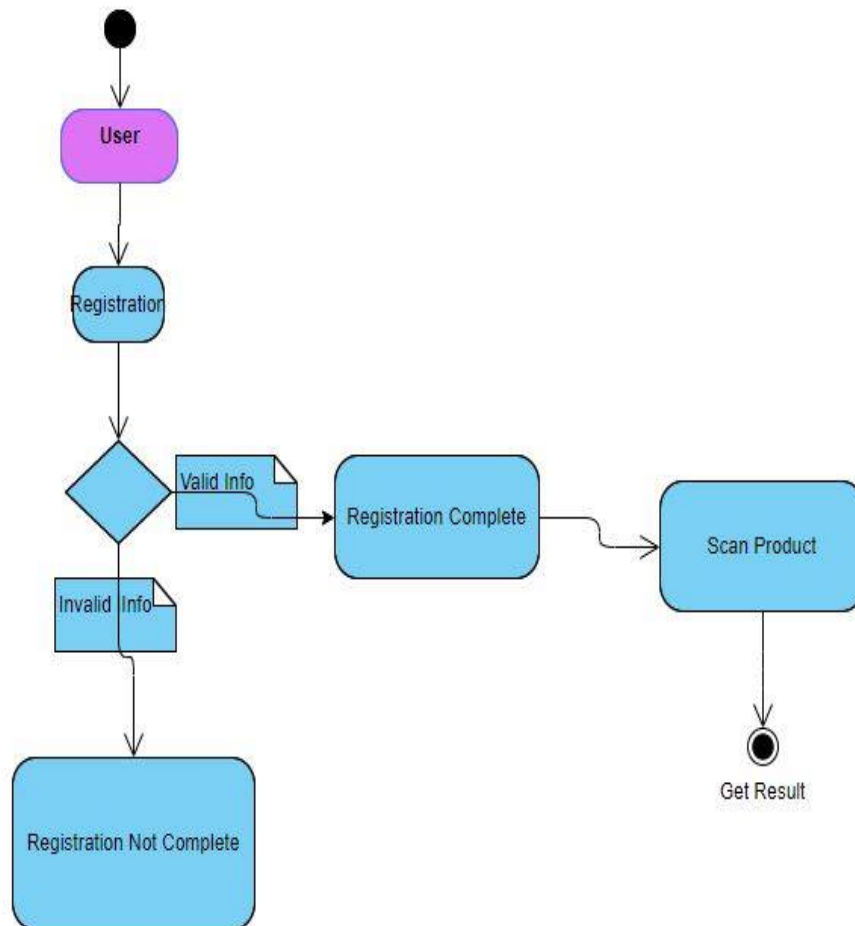 User
Registration
Valid Info
Registration Complete
Scan Product
Invalid Info
Get Result
Registration Not Complete